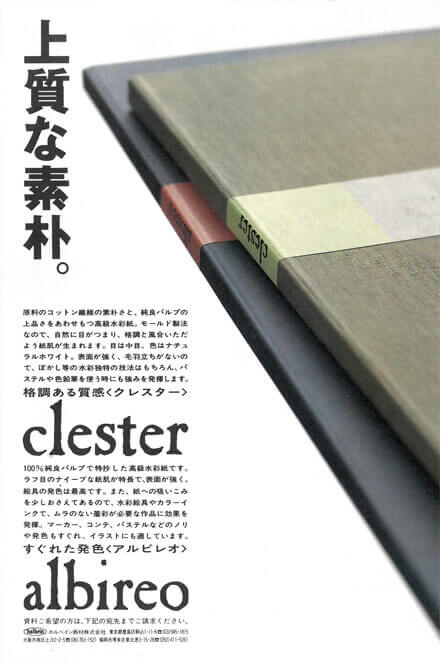 上質な素朴。
原料のコットン繊維の素朴さと、純良パルプの
上品さをあわせもつ高級水彩紙。モールド製法
なので、自然に目がつまり、格調と風合いただ
よう紙肌が生まれます。目は中目、色はナチュ
ラルホワイト。表面が強く、毛羽立ちがないの
で、ぼかし等の水彩独特の技法はもちろん、パ
ステルや色鉛筆を使う時にも強みを発揮します。
格調ある質感〈クレスター〉
clester
100%純良パルプで特抄した高級水彩紙です。
ラフ目のナイーブな紙肌が特長で、表面が強く、
絵具の発色は最高です。また、紙への吸いこみ
を少しおさえてあるので、水彩絵具やカラーイ
ンクで、ムラのない着彩が必要な作品に効果を
発揮。マーカー、コンテ、パステルなどのノリ
や発色もすぐれ、イラストにも適しています。
すぐれた発色〈アルビレオ〉
albireo
資料ご希望の方は、下記の宛先までご請求ください。
holbein ホルベイン画材株式会社
clester